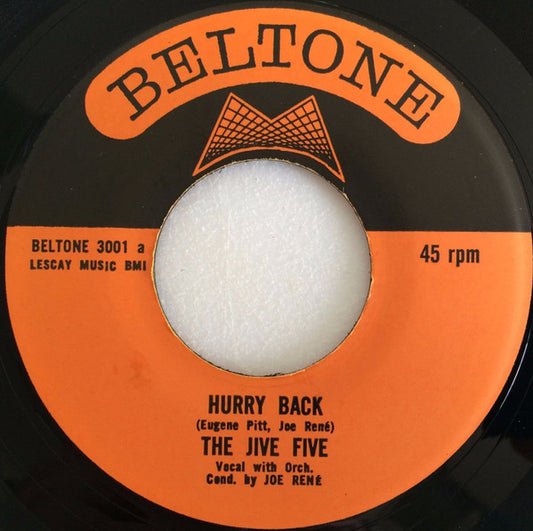 BELTONE
BELTONE 3001 a
LESCAY MUSIC BMI
45 rpm
HURRY BACK
(Eugene Pitt, Joe René)
THE JIVE FIVE
Vocal with Orch.
Cond. by JOE RENÉ